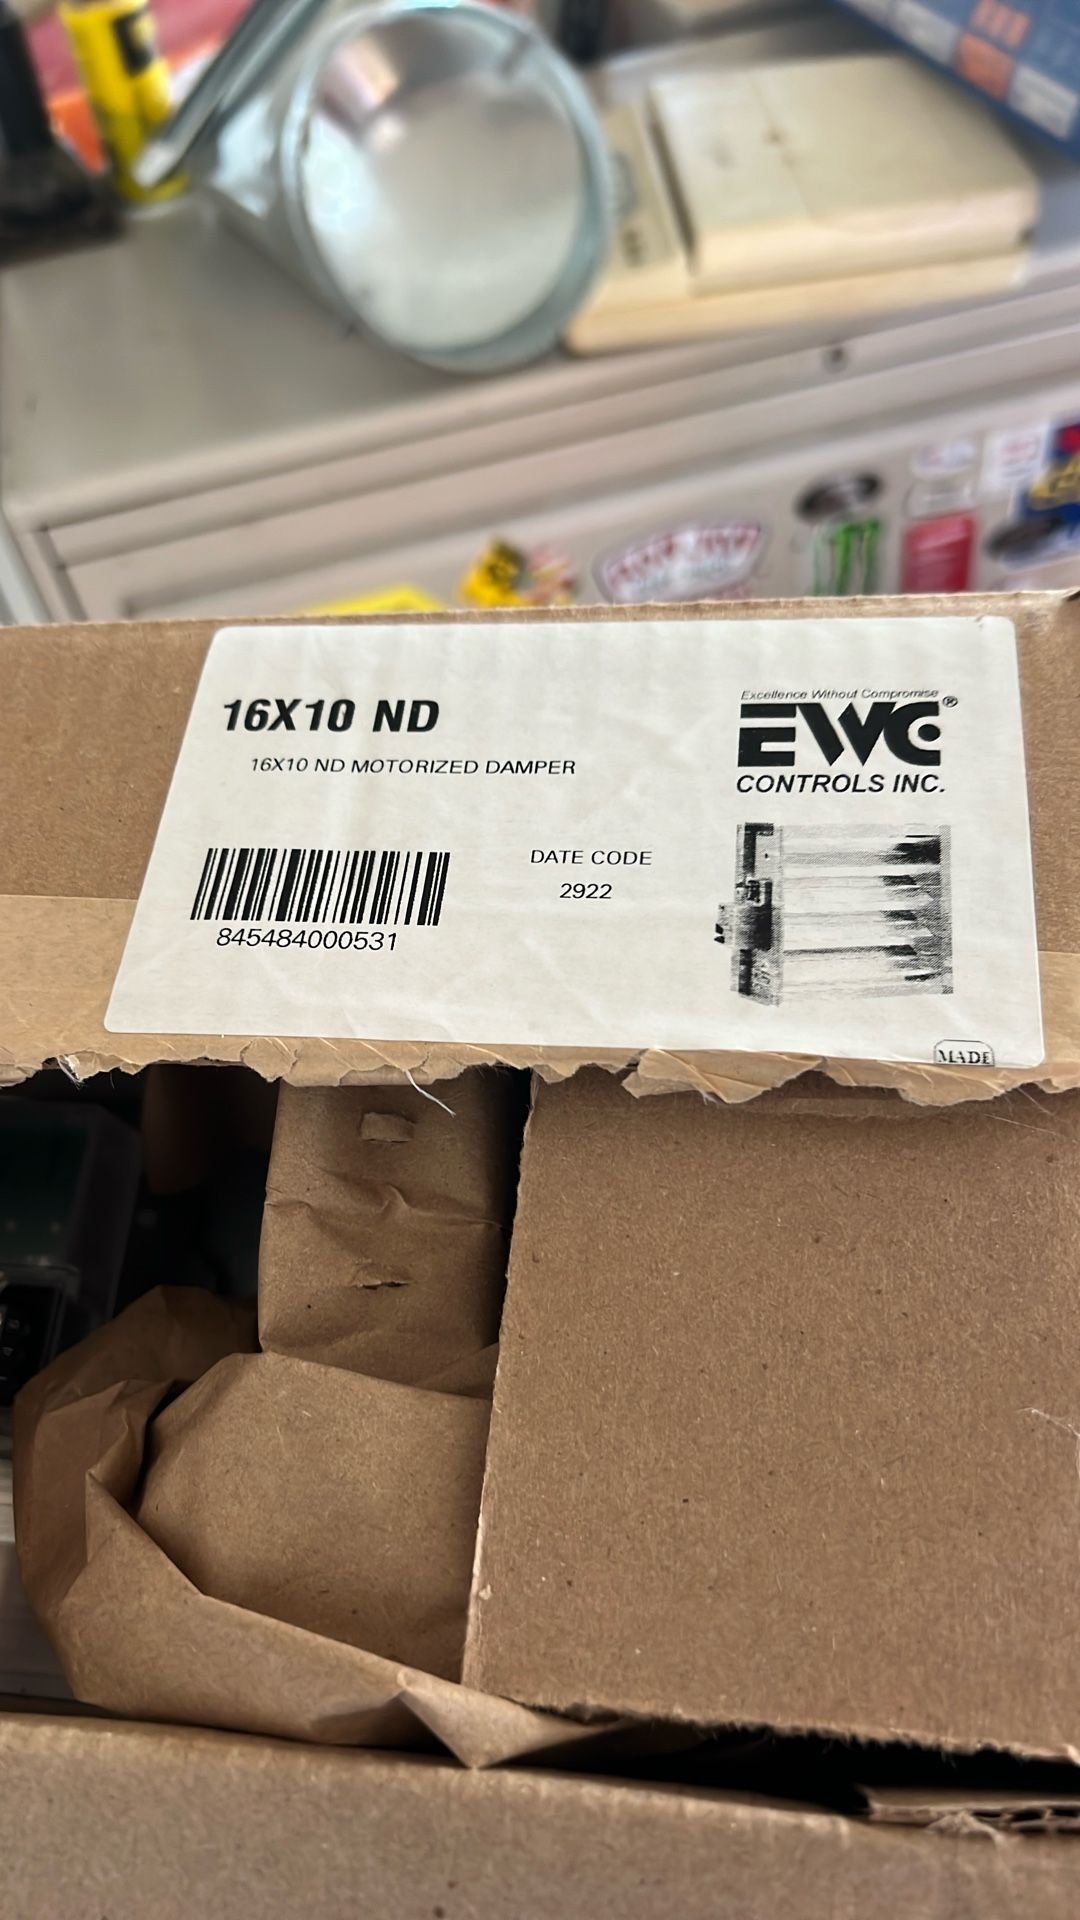 16X10 ND
16X10 ND MOTORIZED DAMPER
Excellence Without Compromise
EWC®
CONTROLS INC.
DATE CODE
2922
845484000531
MADE